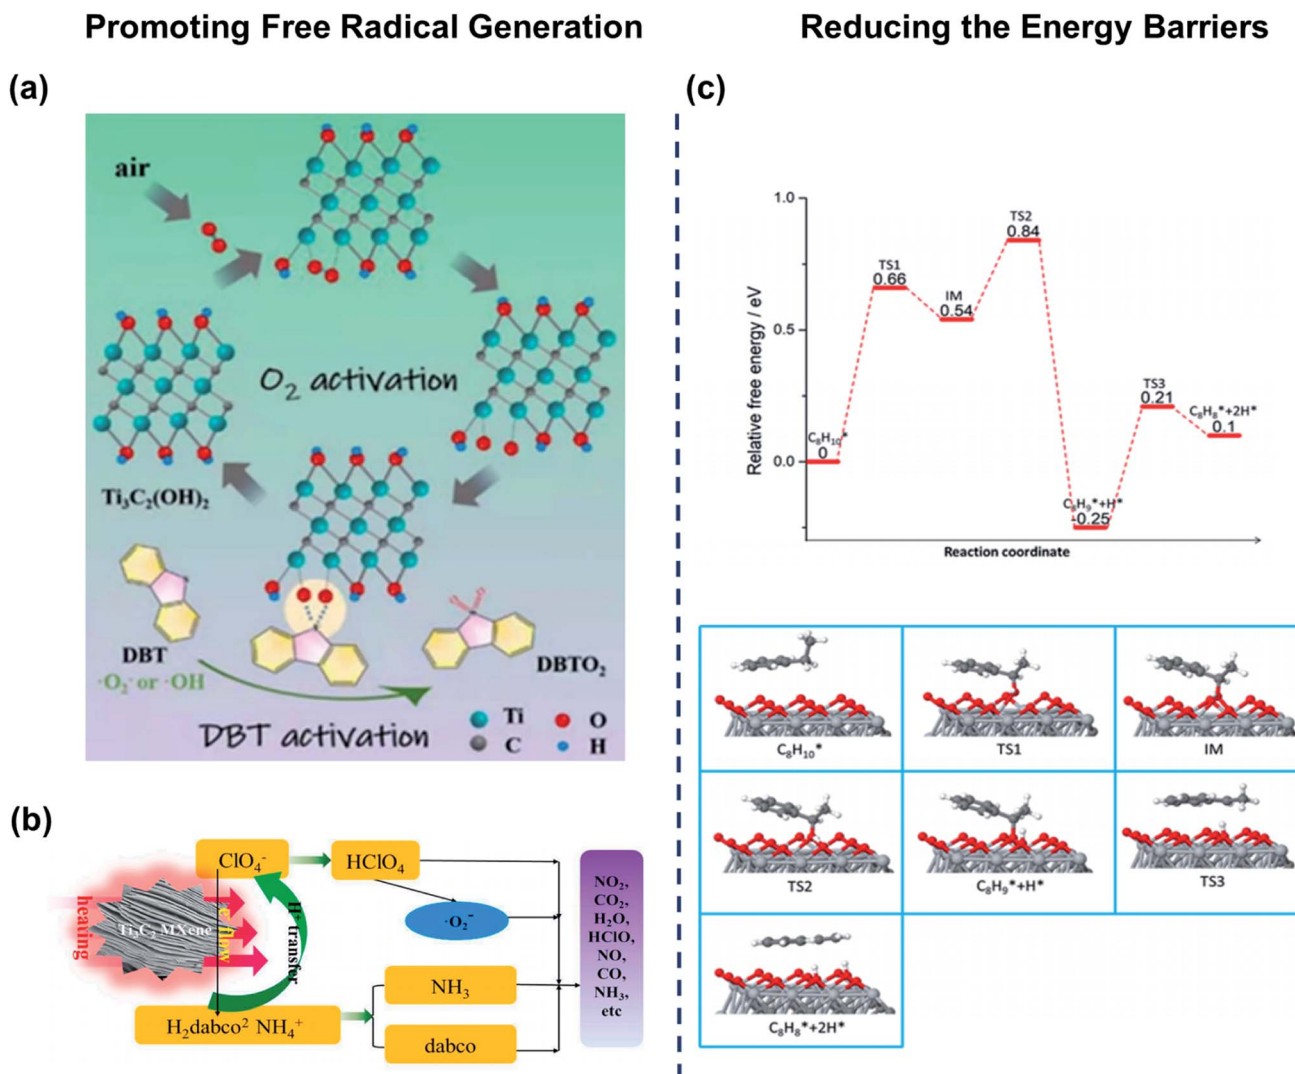 Promoting Free Radical Generation
Reducing the Energy Barriers
(a)
air
O₂ activation
Ti₃C₂(OH)₂
DBT
·O₂⁻ or ·OH
DBTO₂
DBT activation
Ti
O
C
H
(b)
heating
Ti₃C₂ MXene
ClO₄⁻
HClO₄
·O₂⁻
H⁺ transfer
H₂dabco² NH₄⁺
NH₃
dabco
NO₂,
CO₂,
H₂O,
HClO,
NO,
CO,
NH₃,
etc
(c)
Relative free energy / eV
1.0
0.5
0.0
C₈H₁₀*
0
TS1
0.66
IM
0.54
TS2
0.84
C₈H₉*+H*
-0.25
TS3
0.21
C₈H₈*+2H*
0.1
Reaction coordinate
C₈H₁₀*
TS1
IM
TS2
C₈H₉*+H*
TS3
C₈H₈*+2H*